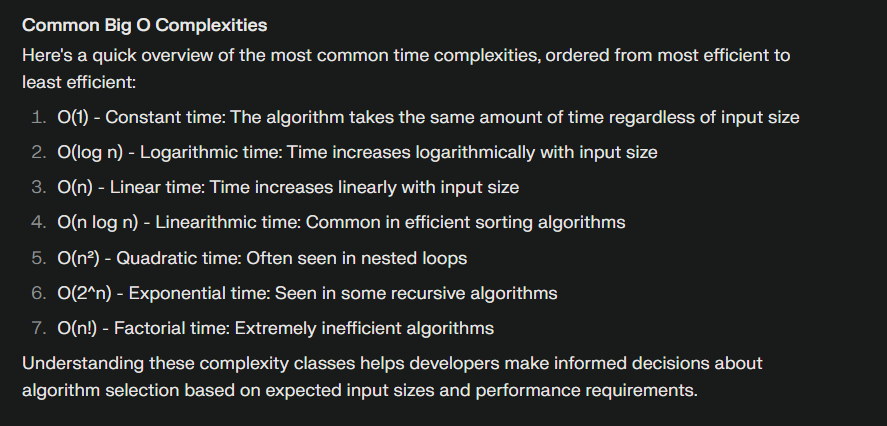 Common Big O Complexities
Here's a quick overview of the most common time complexities, ordered from most efficient to
least efficient:
1. O(1) - Constant time: The algorithm takes the same amount of time regardless of input size
2. O(log n) - Logarithmic time: Time increases logarithmically with input size
3. O(n) - Linear time: Time increases linearly with input size
4. O(n log n) - Linearithmic time: Common in efficient sorting algorithms
5. O(n²) - Quadratic time: Often seen in nested loops
6. O(2^n) - Exponential time: Seen in some recursive algorithms
7. O(n!) - Factorial time: Extremely inefficient algorithms
Understanding these complexity classes helps developers make informed decisions about
algorithm selection based on expected input sizes and performance requirements.